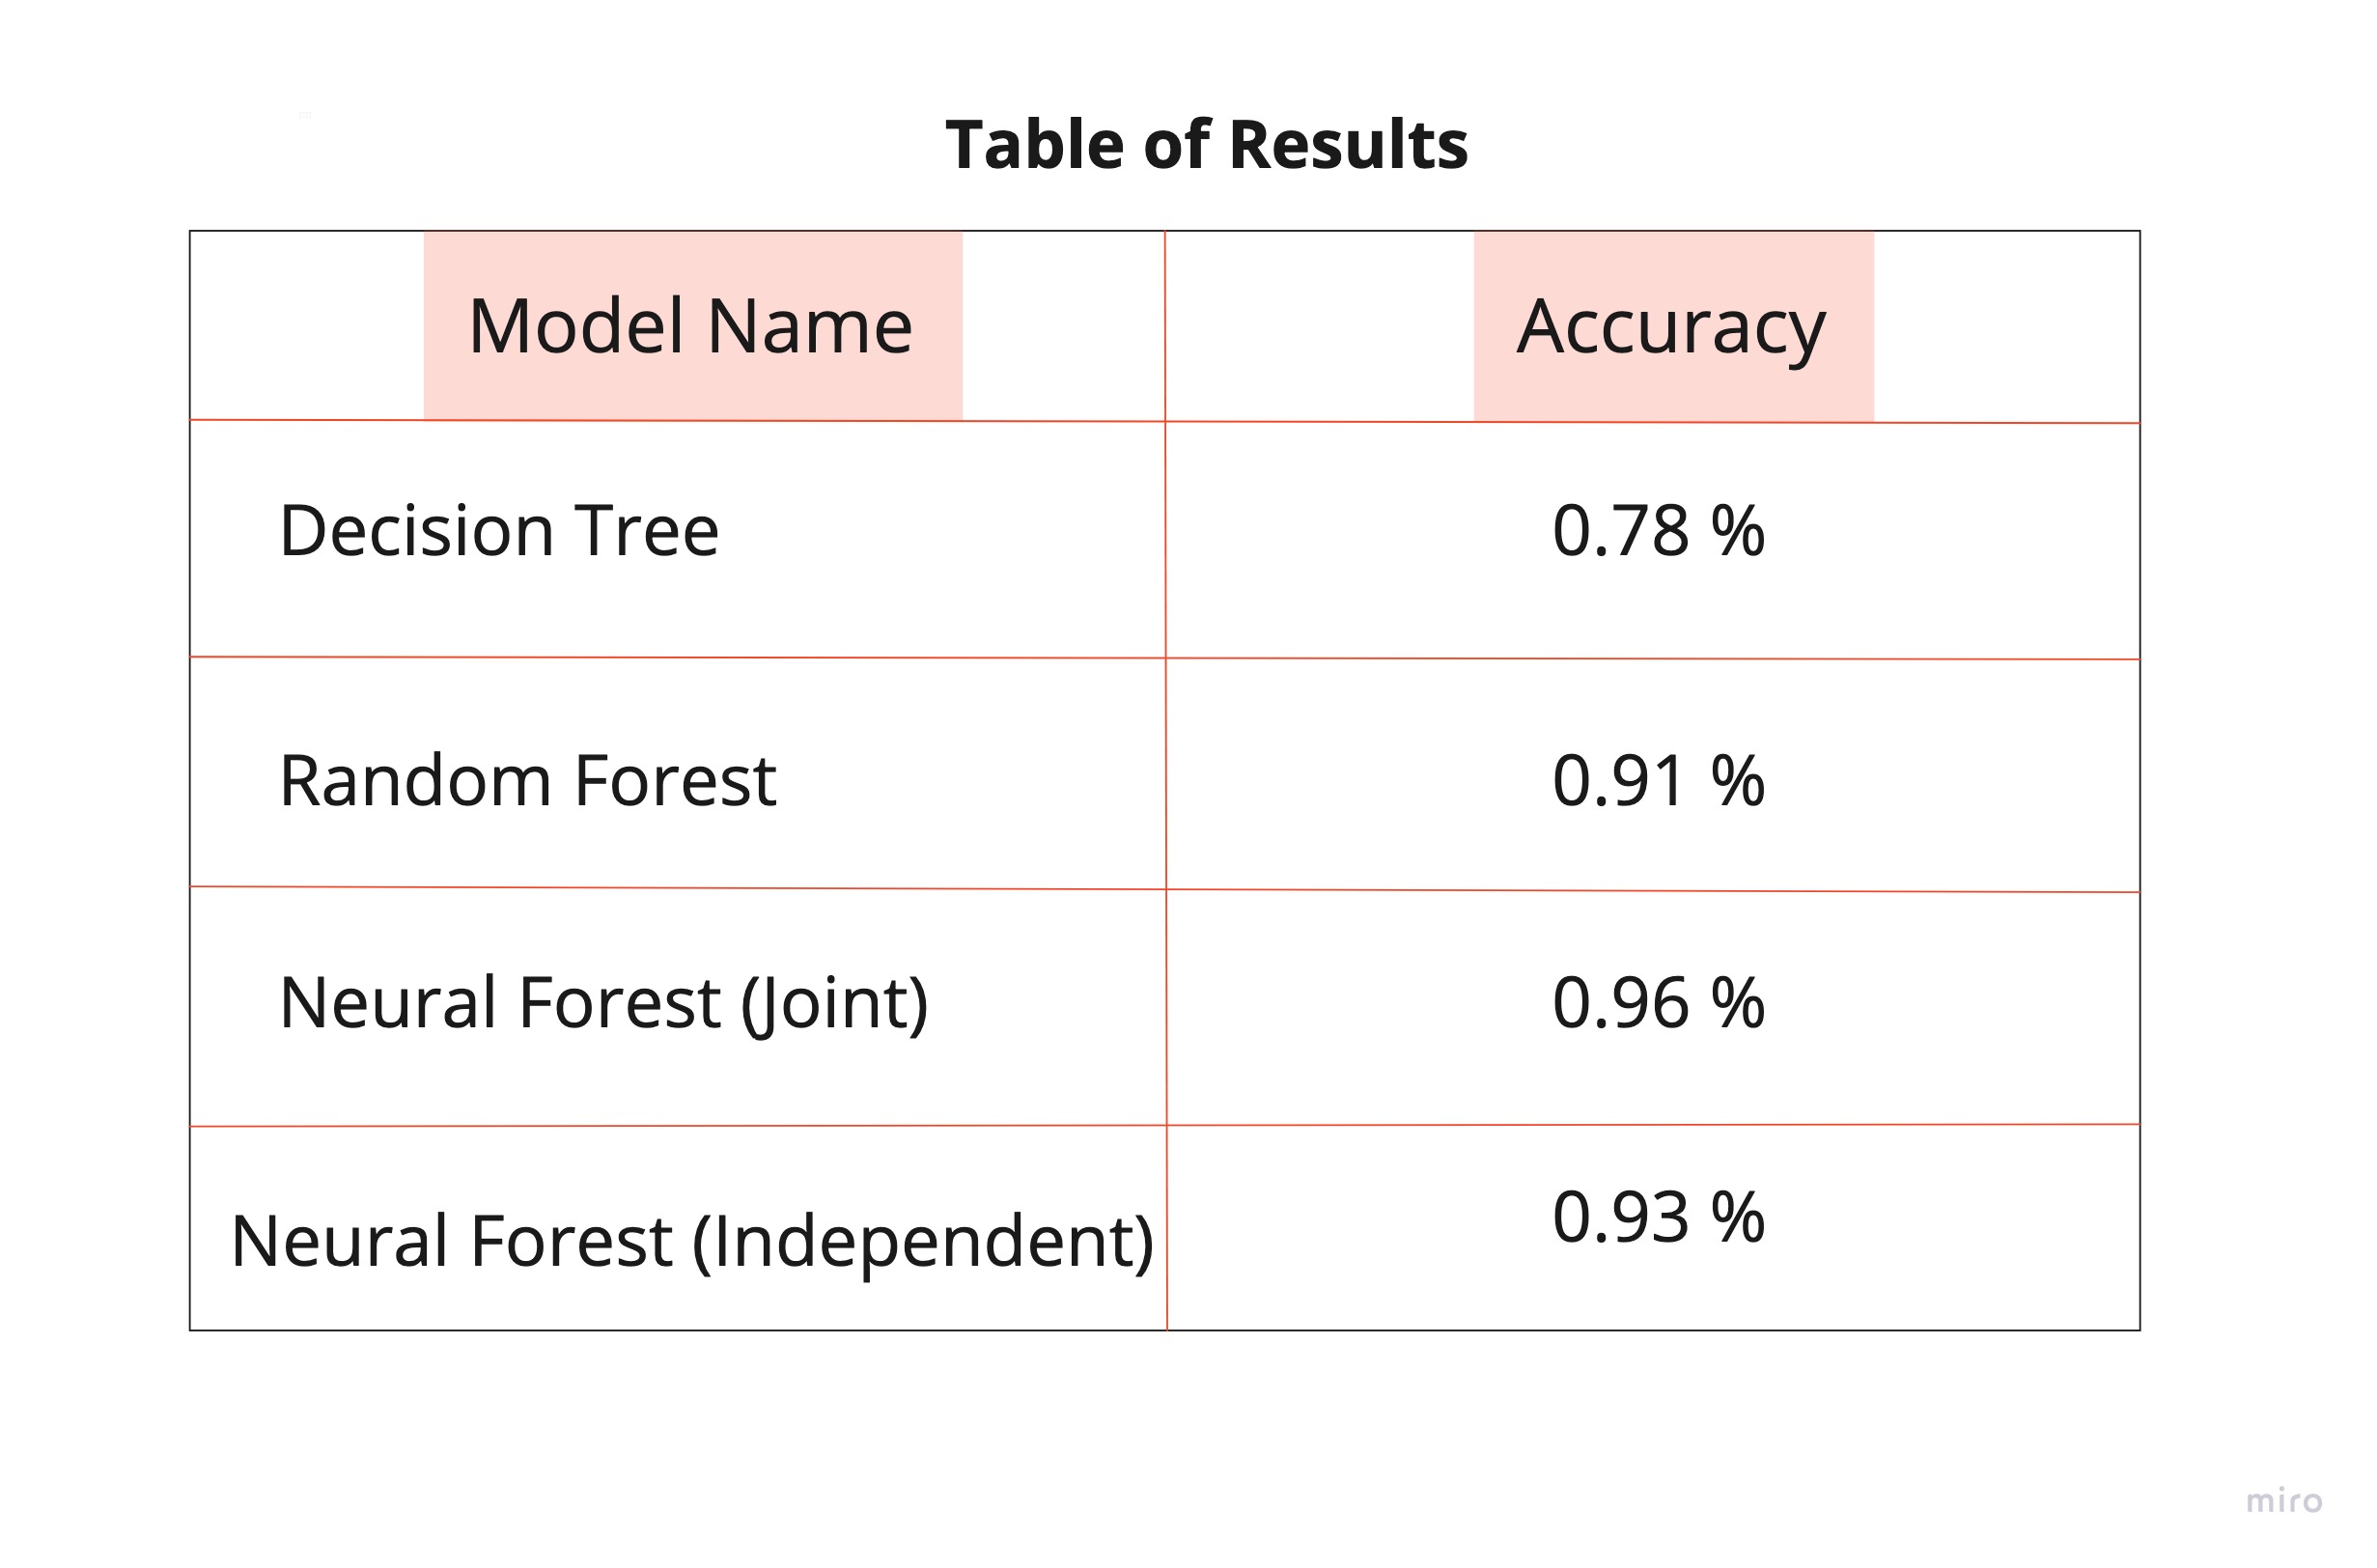 Table of Results
Model Name Accuracy
Decision Tree 0.78 %
Random Forest 0.91 %
Neural Forest (Joint) 0.96 %
Neural Forest (Independent) 0.93 %
miro